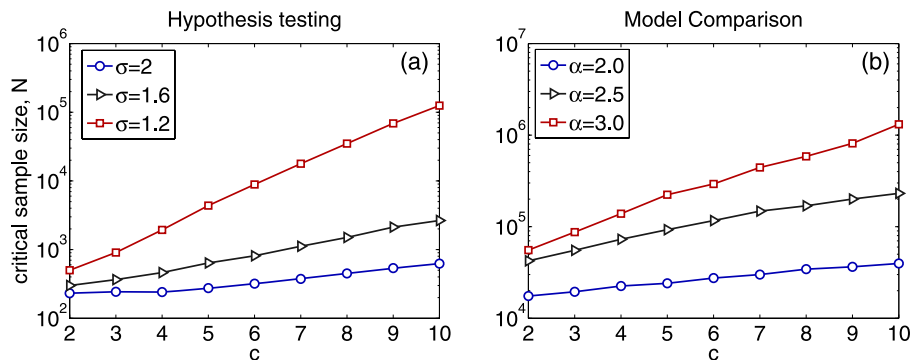 Hypothesis testing
critical sample size, N
10^6
10^5
10^4
10^3
10^2
σ=2
σ=1.6
σ=1.2
(a)
2 3 4 5 6 7 8 9 10
c
Model Comparison
10^7
10^6
10^5
10^4
α=2.0
α=2.5
α=3.0
(b)
2 3 4 5 6 7 8 9 10
c